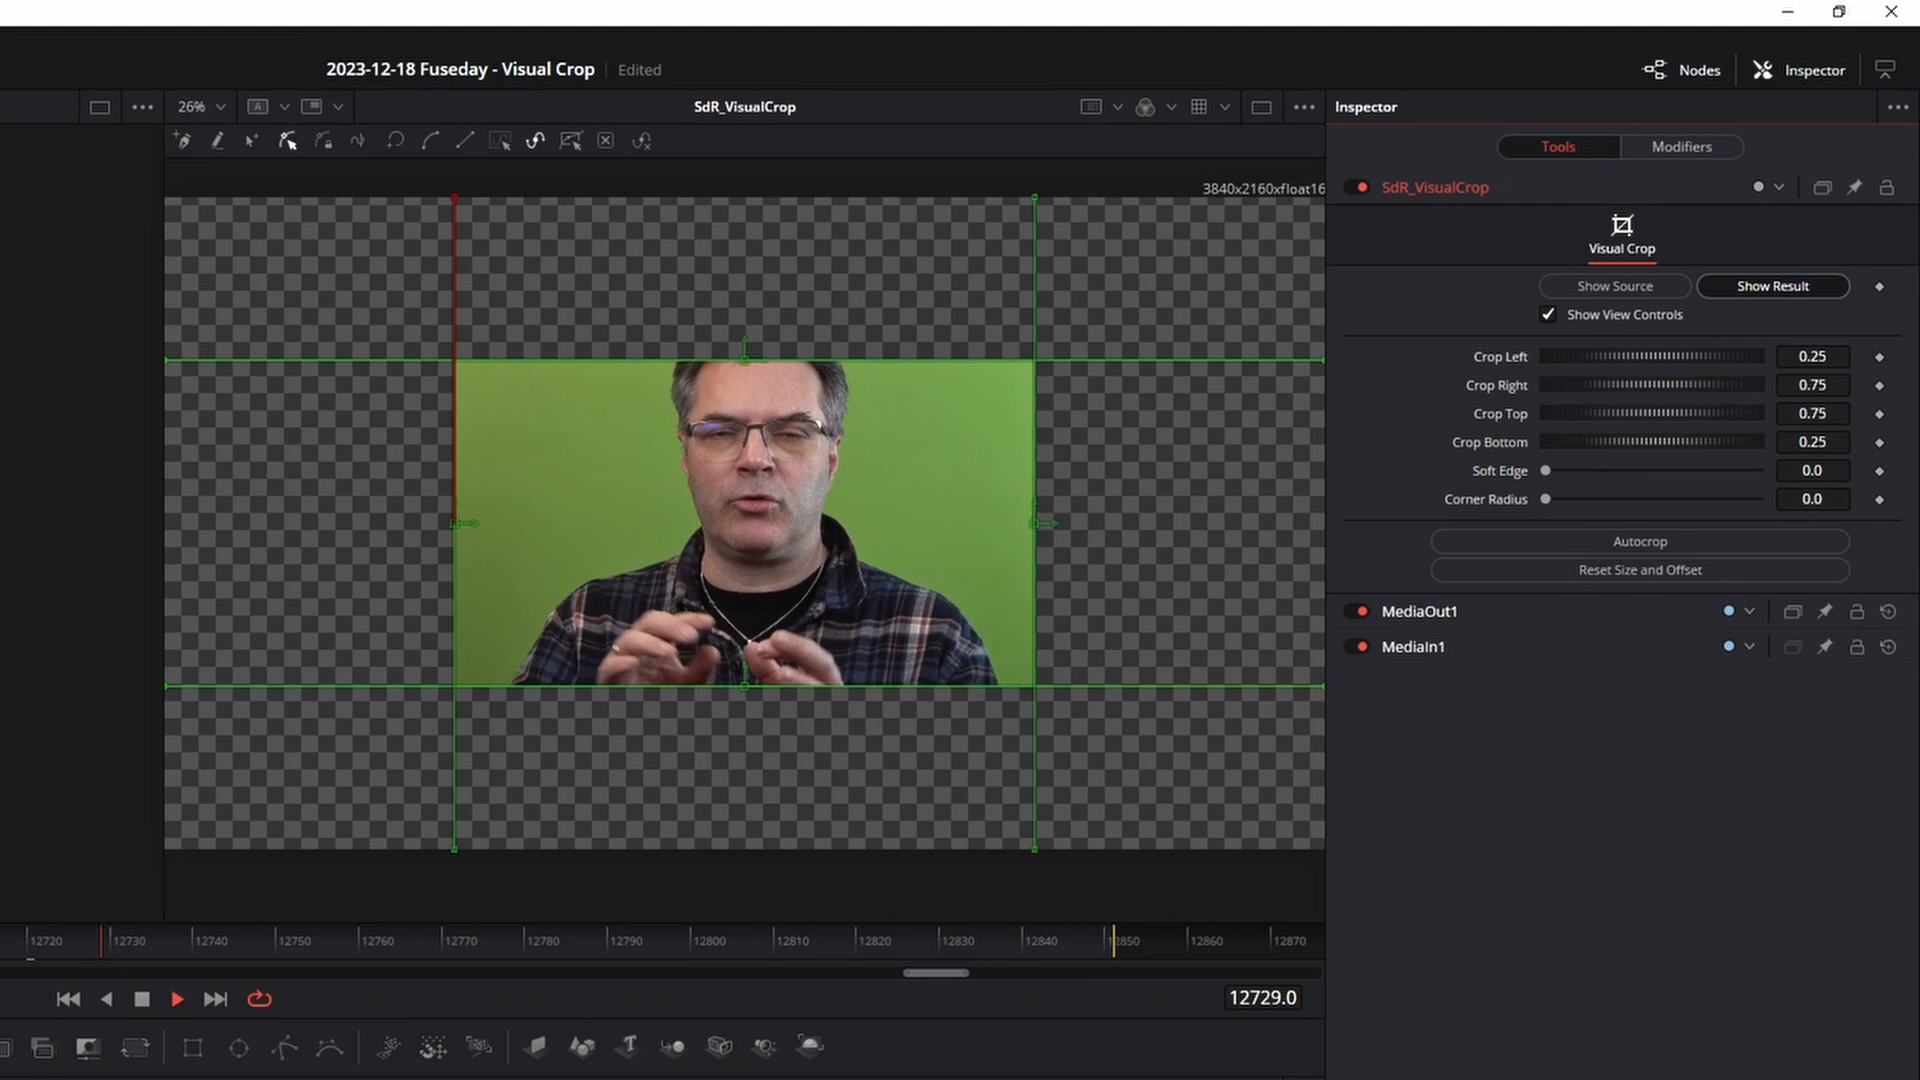 2023-12-18 Fuseday - Visual Crop Edited
Nodes Inspector
26% A SdR_VisualCrop Inspector
Tools Modifiers
3840x2160xfloat16
SdR_VisualCrop
Visual Crop
Show Source Show Result
Show View Controls
Crop Left 0.25
Crop Right 0.75
Crop Top 0.75
Crop Bottom 0.25
Soft Edge 0.0
Corner Radius 0.0
Autocrop
Reset Size and Offset
MediaOut1
MediaIn1
12720 12730 12740 12750 12760 12770 12780 12790 12800 12810 12820 12830 12840 12850 12860 12870
12729.0
T